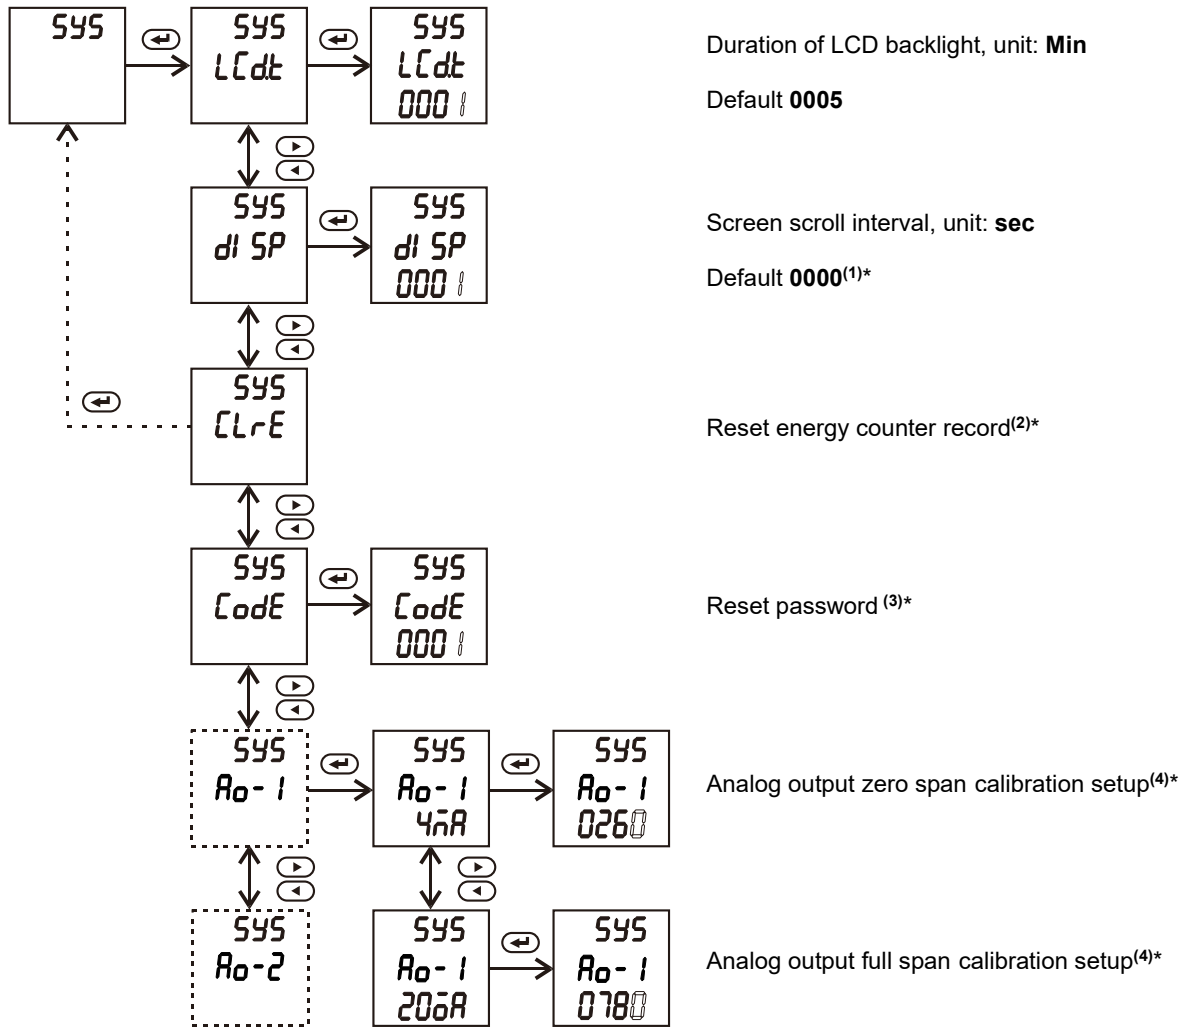 SYS
SYS
LCd.t
SYS
LCd.t
0001
Duration of LCD backlight, unit: Min
Default 0005
SYS
dISP
SYS
dISP
0001
Screen scroll interval, unit: sec
Default 0000(1)*
SYS
CLrE
Reset energy counter record(2)*
SYS
CodE
SYS
CodE
0001
Reset password (3)*
SYS
Ao-1
SYS
Ao-1
4mA
SYS
Ao-1
0260
Analog output zero span calibration setup(4)*
SYS
Ao-2
SYS
Ao-1
20mA
SYS
Ao-1
0780
Analog output full span calibration setup(4)*